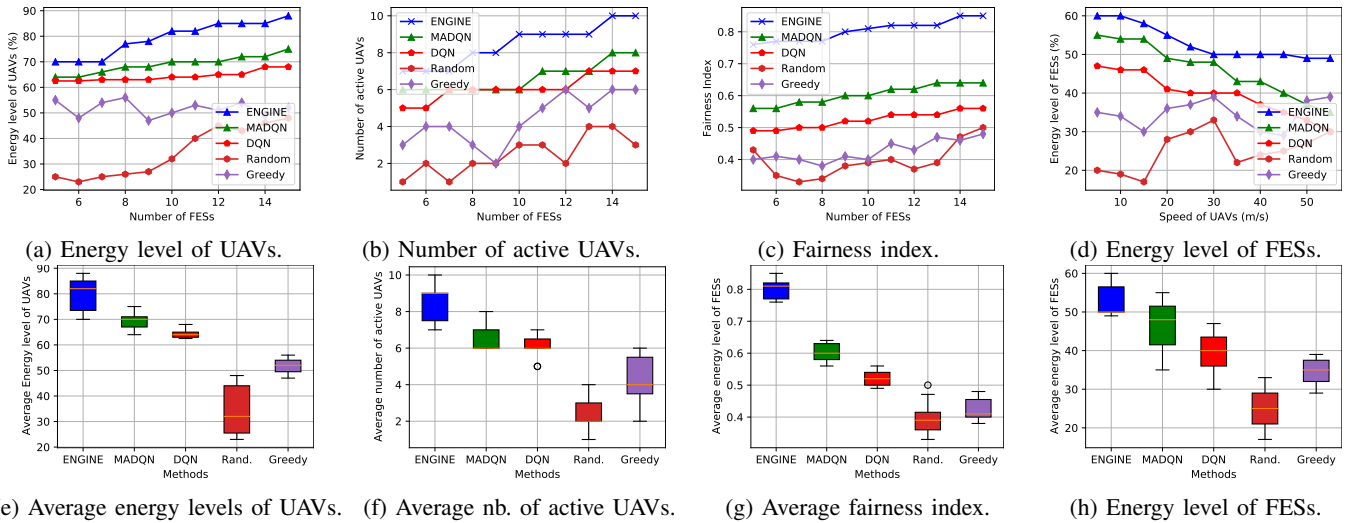 90
80
70
60
50
40
30
20
Energy level of UAVs (%)
6 8 10 12 14
Number of FESs
ENGINE
MADQN
DQN
Random
Greedy
(a) Energy level of UAVs.
10
8
6
4
2
Number of active UAVs
6 8 10 12 14
Number of FESs
ENGINE
MADQN
DQN
Random
Greedy
(b) Number of active UAVs.
0.8
0.7
0.6
0.5
0.4
Fairness Index
6 8 10 12 14
Number of FESs
ENGINE
MADQN
DQN
Random
Greedy
(c) Fairness index.
60
50
40
30
20
Energy level of FESs (%)
10 20 30 40 50
Speed of UAVs (m/s)
ENGINE
MADQN
DQN
Random
Greedy
(d) Energy level of FESs.
90
80
70
60
50
40
30
20
Average Energy level of UAVs
ENGINE MADQN DQN Rand. Greedy
Methods
e) Average energy levels of UAVs.
10
8
6
4
2
Average number of active UAVs
ENGINE MADQN DQN Rand. Greedy
Methods
(f) Average nb. of active UAVs.
0.8
0.7
0.6
0.5
0.4
Average energy level of FESs
ENGINE MADQN DQN Rand. Greedy
Methods
(g) Average fairness index.
60
50
40
30
20
Average energy level of FESs
ENGINE MADQN DQN Rand. Greedy
Methods
(h) Energy level of FESs.